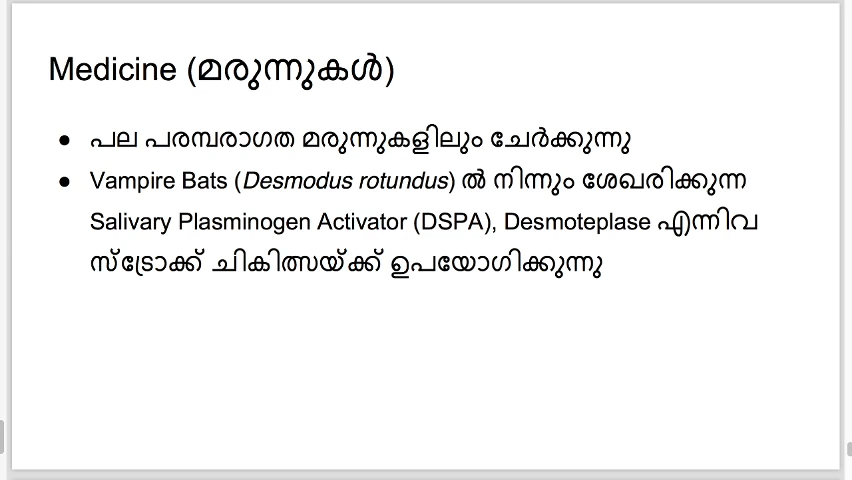 Medicine (മരുന്നുകൾ)
● പല പരമ്പരാഗത മരുന്നുകളിലും ചേർക്കുന്നു
● Vampire Bats (Desmodus rotundus) ൽ നിന്നും ശേഖരിക്കുന്ന
Salivary Plasminogen Activator (DSPA), Desmoteplase എന്നിവ
സ്ട്രോക്ക് ചികിത്സയ്ക്ക് ഉപയോഗിക്കുന്നു